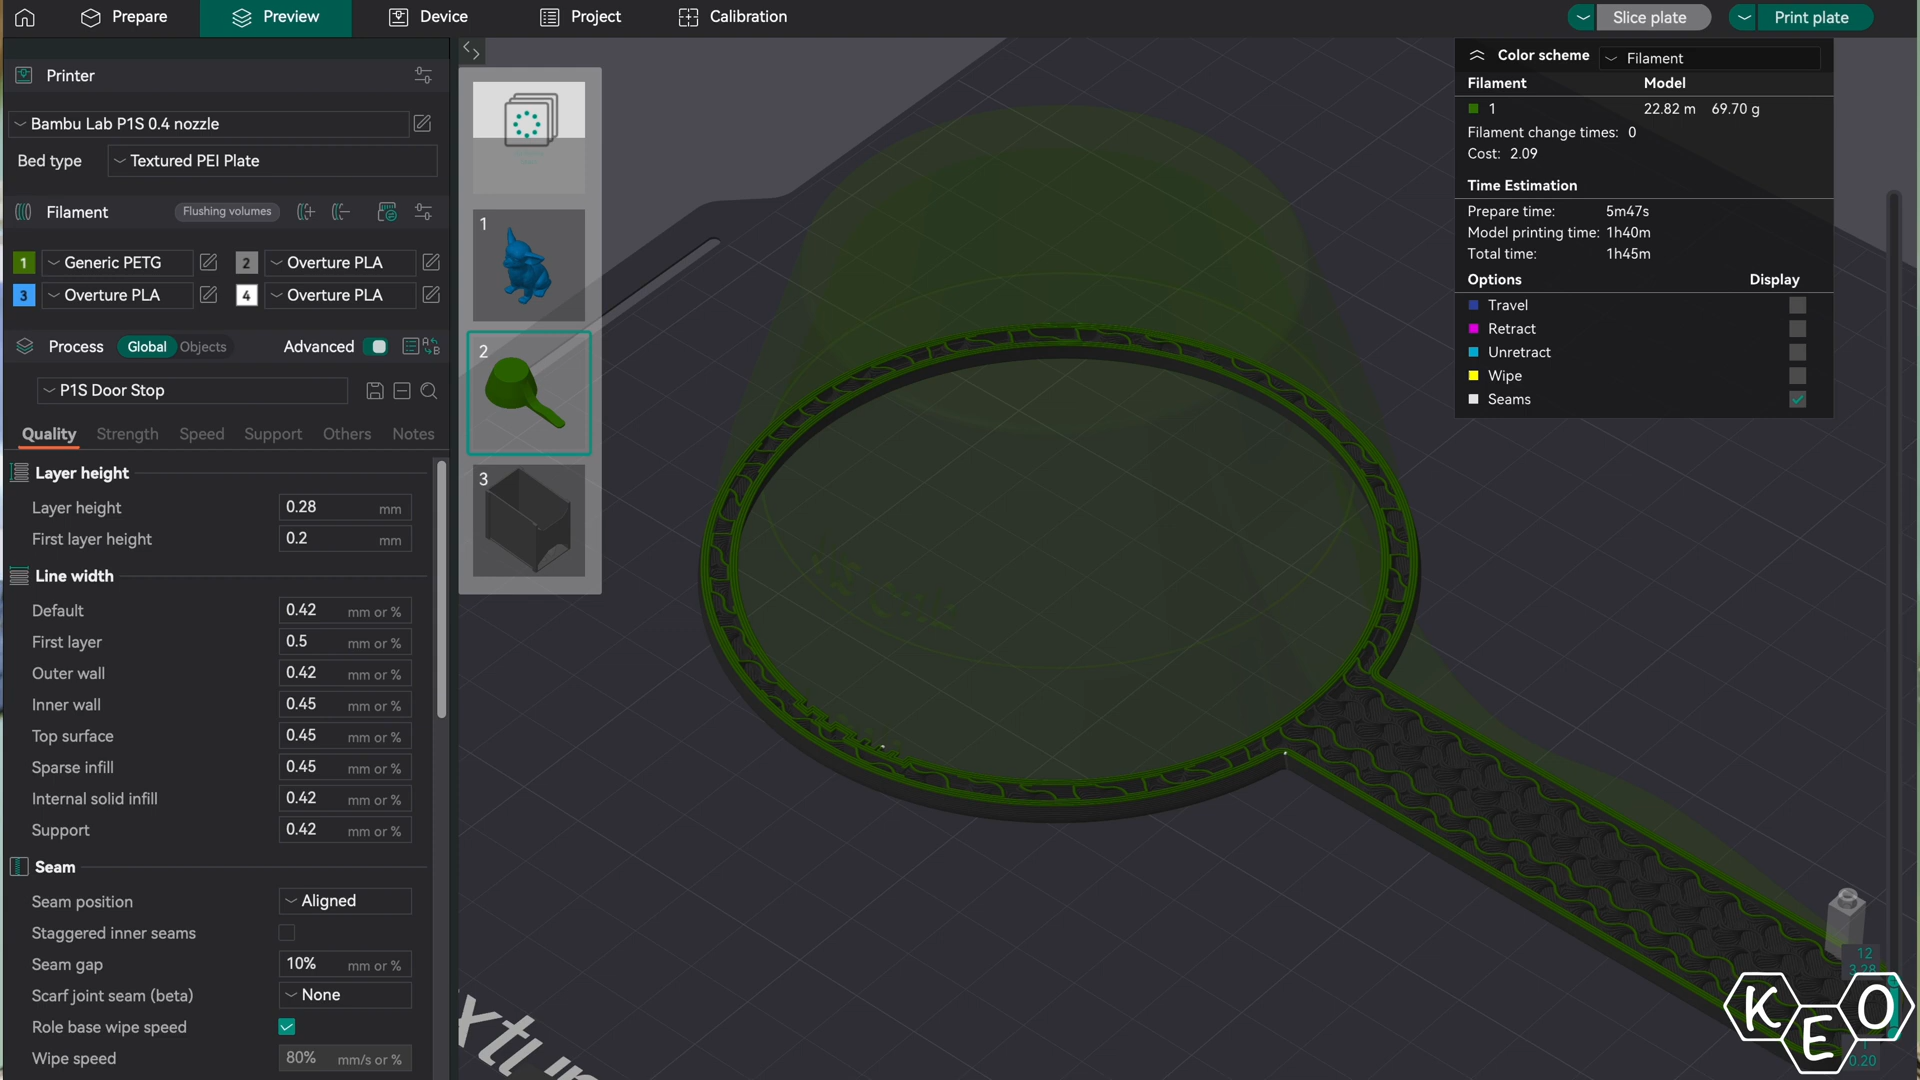 Prepare
Preview
Device
Project
Calibration
Slice plate
Print plate
Printer
Bambu Lab P1S 0.4 nozzle
Bed type
Textured PEI Plate
Filament
Flushing volumes
1 Generic PETG
2 Overture PLA
3 Overture PLA
4 Overture PLA
Process
Global
Objects
Advanced
P1S Door Stop
Quality
Strength
Speed
Support
Others
Notes
Layer height
Layer height 0.28 mm
First layer height 0.2 mm
Line width
Default 0.42 mm or %
First layer 0.5 mm or %
Outer wall 0.42 mm or %
Inner wall 0.45 mm or %
Top surface 0.45 mm or %
Sparse infill 0.45 mm or %
Internal solid infill 0.42 mm or %
Support 0.42 mm or %
Seam
Seam position Aligned
Staggered inner seams
Seam gap 10% mm or %
Scarf joint seam (beta) None
Role base wipe speed
Wipe speed 80% mm/s or %
1
2
3
Color scheme Filament
Filament Model
1 22.82 m 69.70 g
Filament change times: 0
Cost: 2.09
Time Estimation
Prepare time: 5m47s
Model printing time: 1h40m
Total time: 1h45m
Options Display
Travel
Retract
Unretract
Wipe
Seams
12
3.28
KEO
0.20